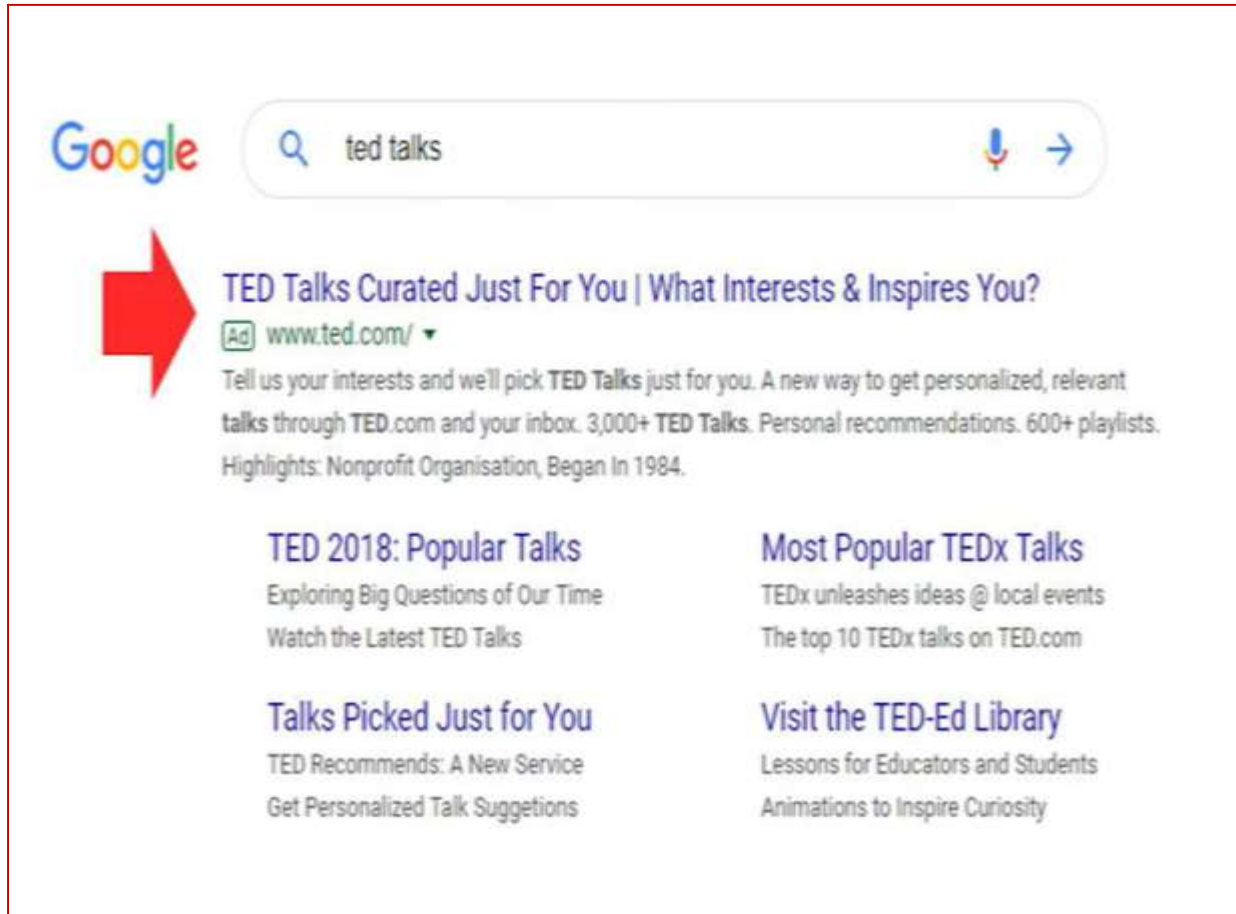 Google
ted talks
TED Talks Curated Just For You | What Interests & Inspires You?
Ad www.ted.com/
Tell us your interests and we'll pick TED Talks just for you. A new way to get personalized, relevant
talks through TED.com and your inbox. 3,000+ TED Talks. Personal recommendations. 600+ playlists.
Highlights: Nonprofit Organisation, Began In 1984.
TED 2018: Popular Talks
Exploring Big Questions of Our Time
Watch the Latest TED Talks
Most Popular TEDx Talks
TEDx unleashes ideas @ local events
The top 10 TEDx talks on TED.com
Talks Picked Just for You
TED Recommends: A New Service
Get Personalized Talk Suggetions
Visit the TED-Ed Library
Lessons for Educators and Students
Animations to Inspire Curiosity